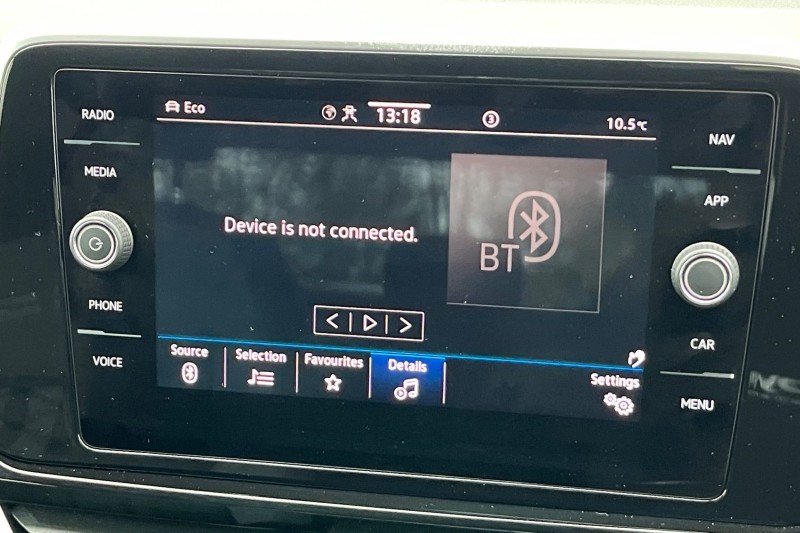 RADIO
MEDIA
PHONE
VOICE
Eco
13:18
3
10.5°C
Device is not connected.
BT
Source
Selection
Favourites
Details
Settings
NAV
APP
CAR
MENU